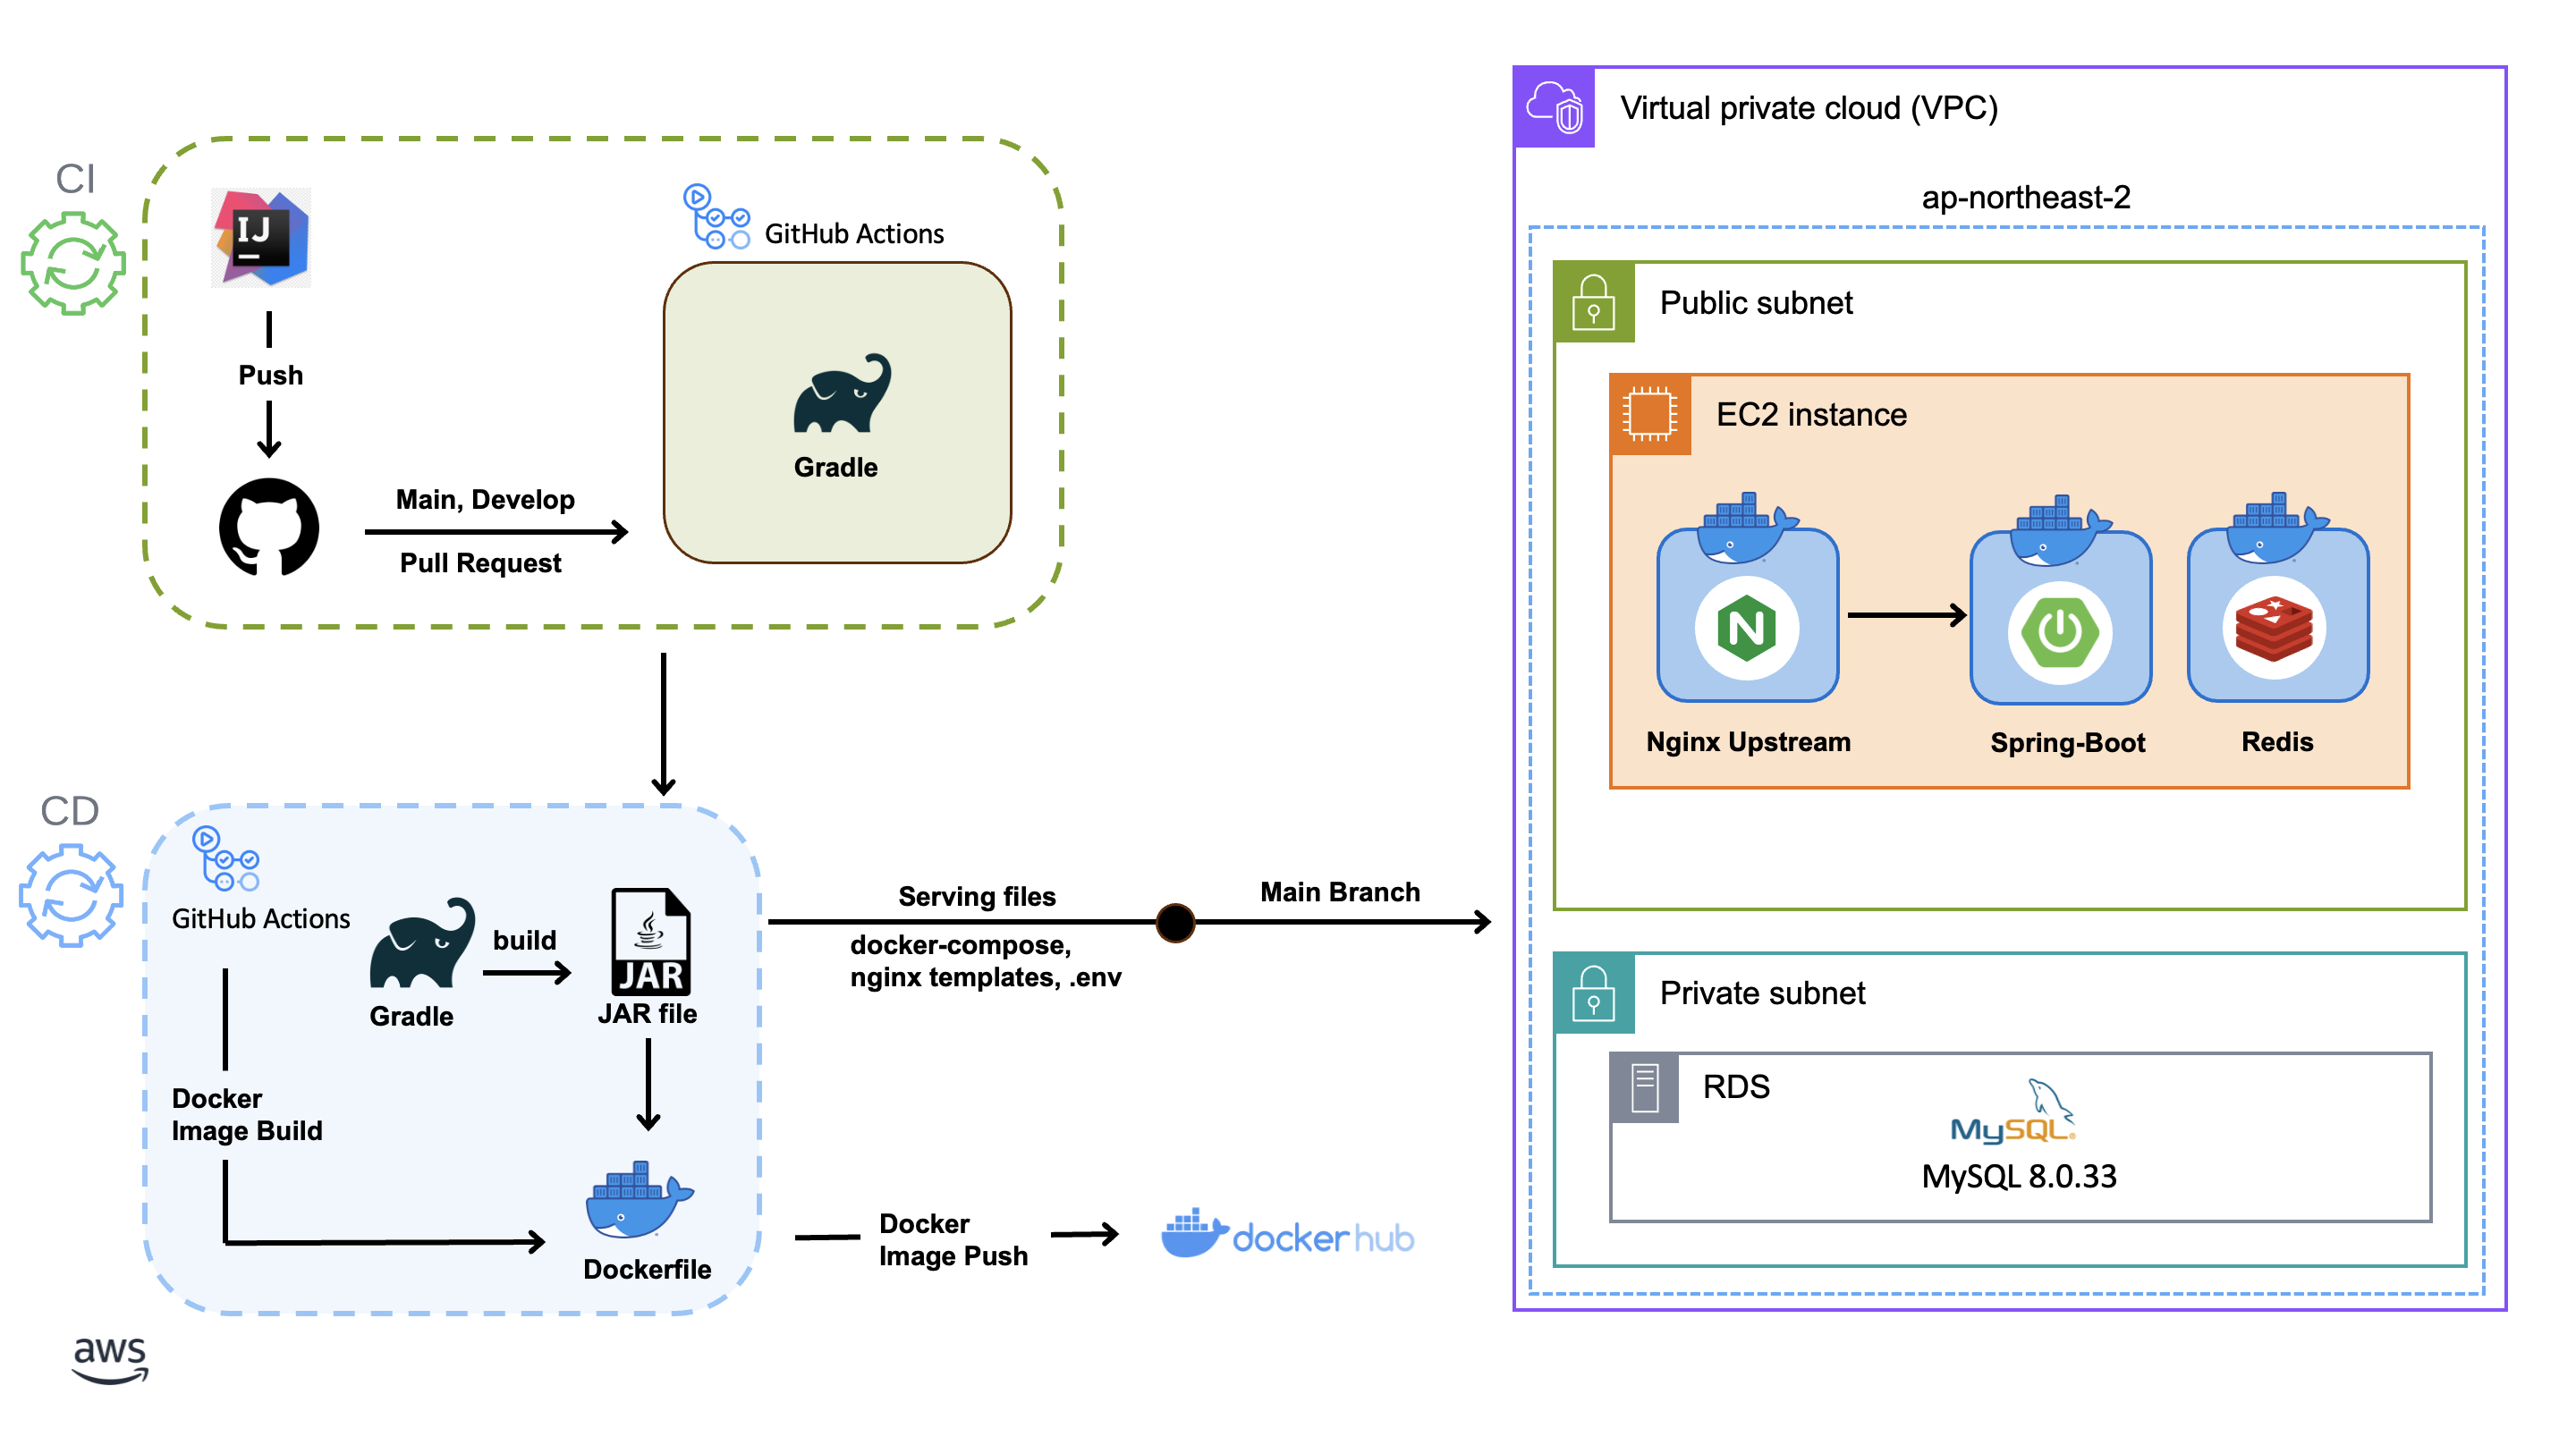 CI
IJ
Push
Main, Develop
Pull Request
GitHub Actions
Gradle
CD
GitHub Actions
Gradle
build
JAR
JAR file
Docker
Image Build
Dockerfile
Serving files
docker-compose,
nginx templates, .env
Main Branch
Docker
Image Push
docker hub
aws
Virtual private cloud (VPC)
ap-northeast-2
Public subnet
EC2 instance
N
Nginx Upstream
Spring-Boot
Redis
Private subnet
RDS
MySQL®
MySQL 8.0.33